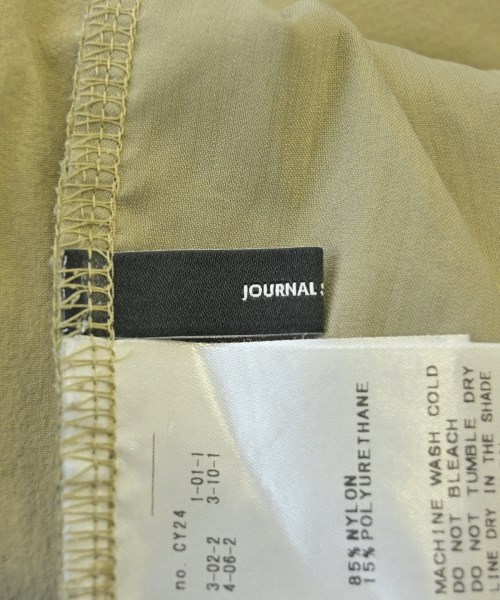 JOURNAL S
no. CY24 1-01-1
3-02-2 3-10-1
4-06-2
85% NYLON
15% POLYURETHANE
MACHINE WASH COLD
DO NOT BLEACH
DO NOT TUMBLE DRY
LINE DRY IN THE SHADE